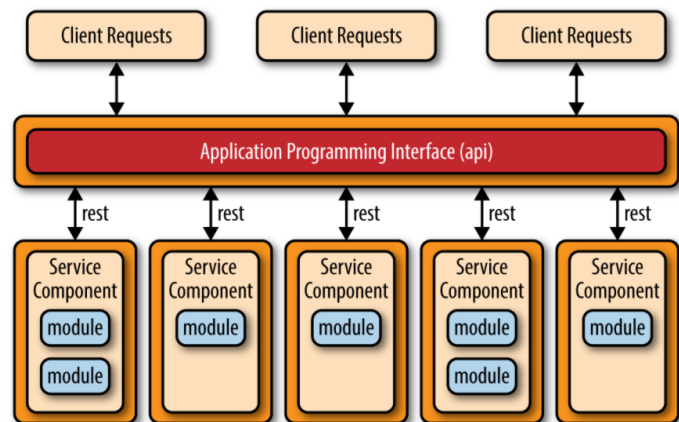 Client Requests
Client Requests
Client Requests
Application Programming Interface (api)
rest
rest
rest
rest
rest
Service
Component
module
module
Service
Component
module
Service
Component
module
Service
Component
module
module
Service
Component
module